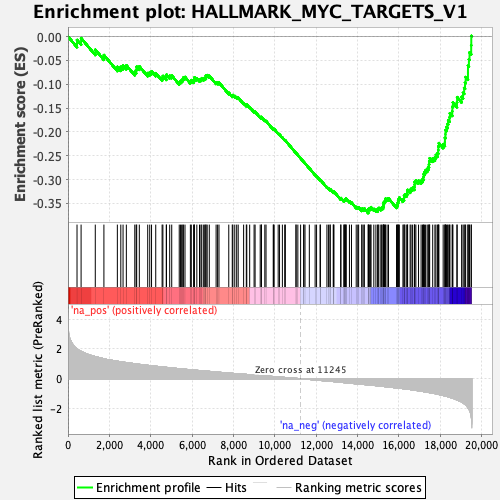 Enrichment plot: HALLMARK_MYC_TARGETS_V1
Enrichment score (ES)
0.00
-0.05
-0.10
-0.15
-0.20
-0.25
-0.30
-0.35
'na_pos' (positively correlated)
Ranked list metric (PreRanked)
4
2
0
-2
Zero cross at 11245
'na_neg' (negatively correlated)
0
2,000
4,000
6,000
8,000
10,000
12,000
14,000
16,000
18,000
20,000
Rank in Ordered Dataset
Enrichment profile
Hits
Ranking metric scores